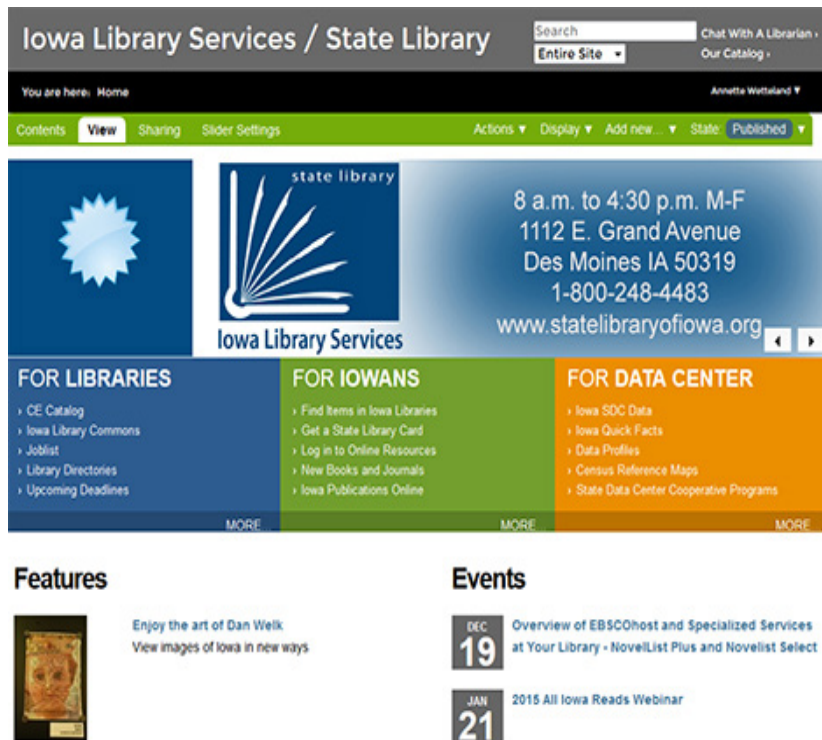 Iowa Library Services / State Library
Search
Entire Site
Chat With A Librarian ›
Our Catalog ›
You are here: Home
Annette Wetteland ▼
Contents View Sharing Slider Settings Actions ▼ Display ▼ Add new... ▼ State: Published ▼
state library
Iowa Library Services
8 a.m. to 4:30 p.m. M-F
1112 E. Grand Avenue
Des Moines IA 50319
1-800-248-4483
www.statelibraryofiowa.org
FOR LIBRARIES
› CE Catalog
› Iowa Library Commons
› Joblist
› Library Directories
› Upcoming Deadlines
MORE...
FOR IOWANS
› Find Items in Iowa Libraries
› Get a State Library Card
› Log in to Online Resources
› New Books and Journals
› Iowa Publications Online
MORE...
FOR DATA CENTER
› Iowa SDC Data
› Iowa Quick Facts
› Data Profiles
› Census Reference Maps
› State Data Center Cooperative Programs
MORE
Features
Enjoy the art of Dan Welk
View images of Iowa in new ways
Events
DEC
19
Overview of EBSCOhost and Specialized Services
at Your Library - NovelList Plus and Novelist Select
JAN
21
2015 All Iowa Reads Webinar